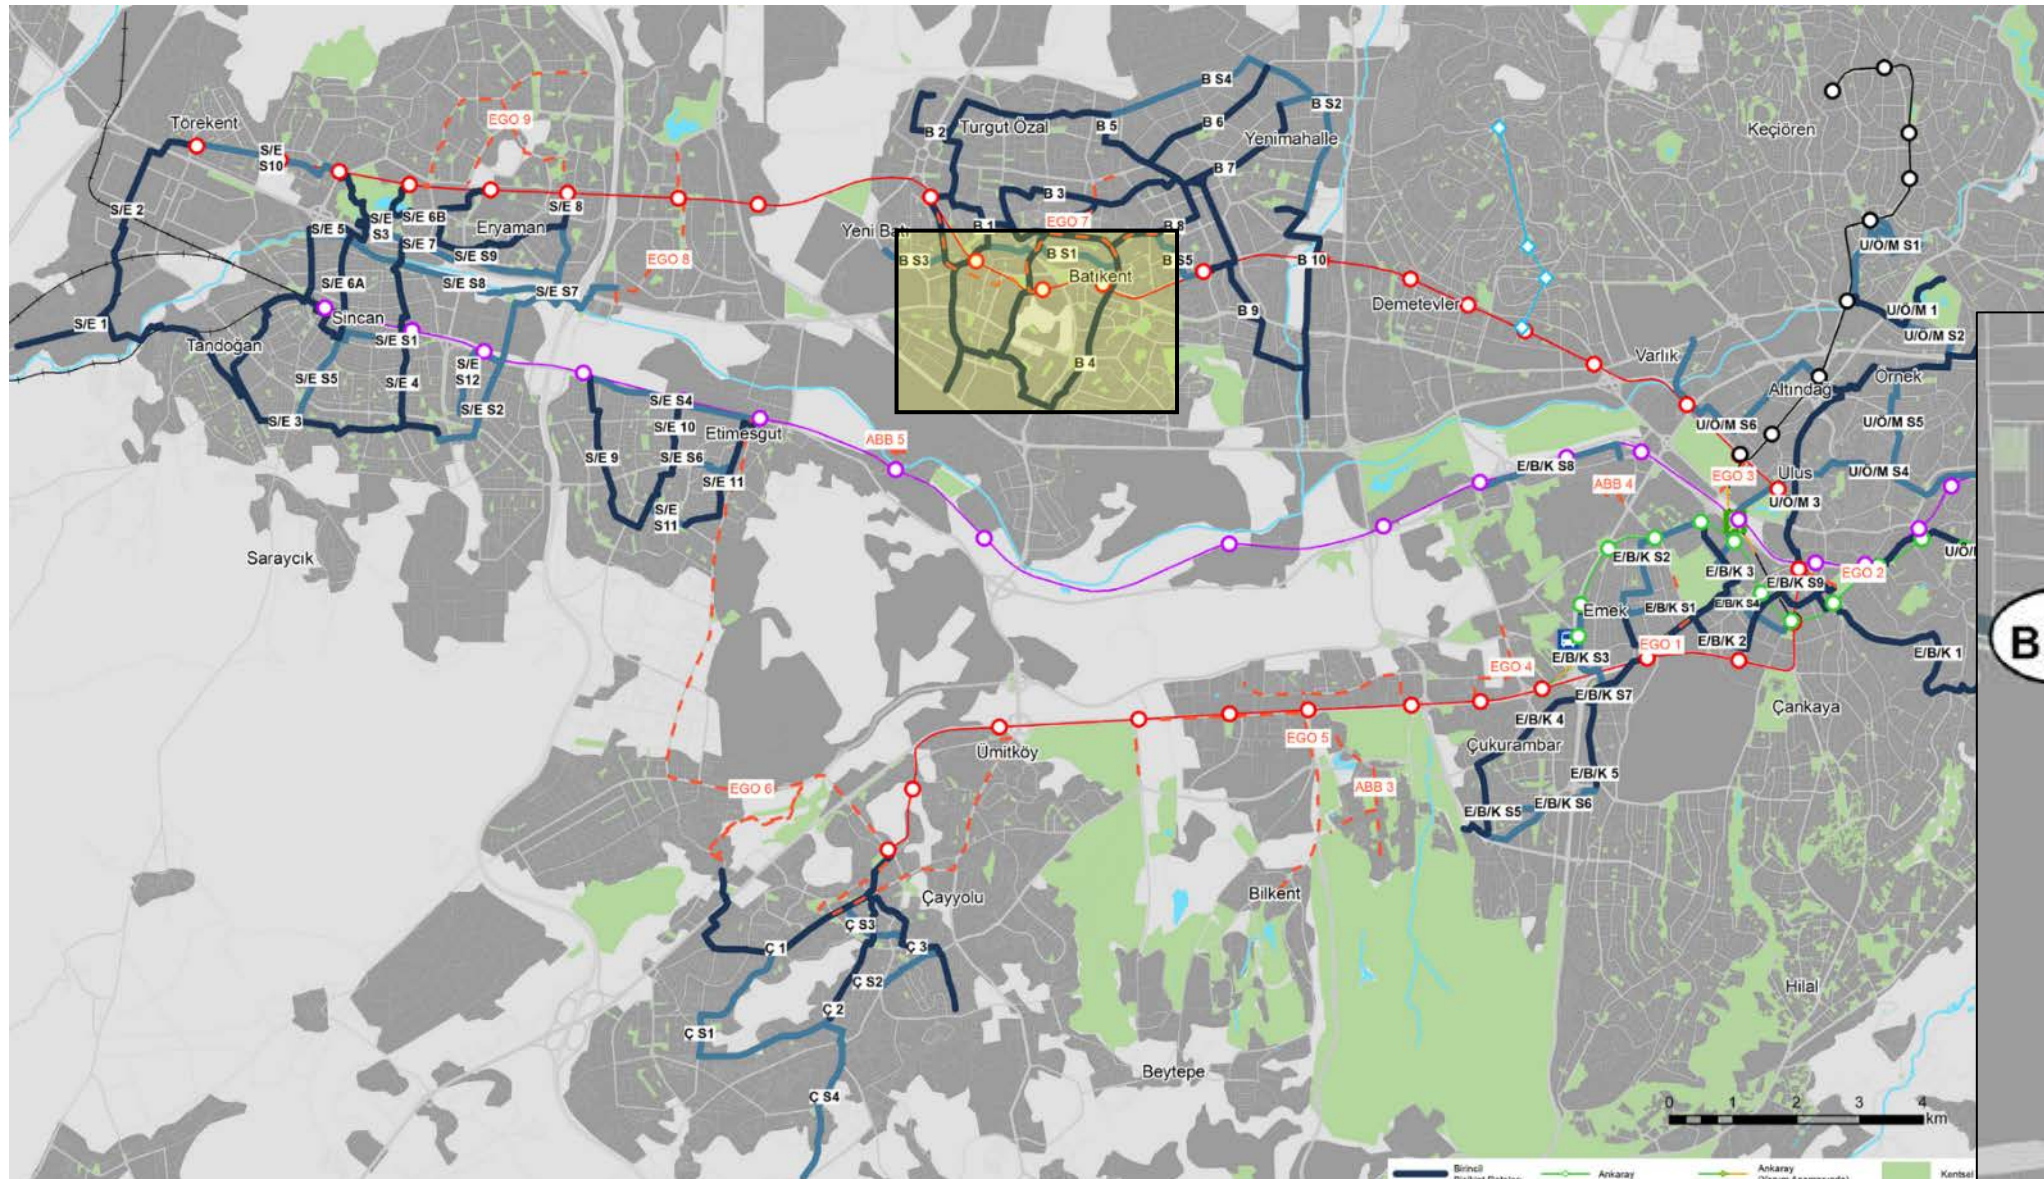 EGO 9
Törekent
S/E
S10
S/E 2
S/E
S3
S/E 6B
S/E 5
S/E 7
Eryaman
S/E 8
S/E S9
EGO 8
S/E 6A
S/E S8
S/E S7
S/E 1
Sincan
Tandoğan
S/E S1
S/E
S12
S/E S5
S/E 4
S/E S2
S/E 3
S/E S4
S/E 10
Etimesgut
S/E 9
S/E S6
S/E 11
S/E
S11
ABB 5
Saraycık
B S4
B S2
B 2
Turgut Özal
B 5
B 6
Yenimahalle
B 7
B 3
EGO 7
B 1
B 8
Yeni Batı
B S3
B S1
B S5
Batıkent
B 10
B 9
B 4
Keçiören
U/Ö/M S1
Demetevler
U/Ö/M 1
U/Ö/M S2
Varlık
Altındağ
Örnek
U/Ö/M S6
U/Ö/M S5
E/B/K S8
ABB 4
EGO 3
Ulus
U/Ö/M S4
U/Ö/M 3
E/B/K S2
E/B/K 3
E/B/K S9
EGO 2
Emek
E/B/K S1
E/B/K S4
E/B/K 2
EGO 1
E/B/K S3
E/B/K 1
EGO 4
E/B/K S7
E/B/K 4
Çankaya
Çukurambar
E/B/K 5
E/B/K S6
E/B/K S5
B
Ümitköy
EGO 5
ABB 3
EGO 6
Çayyolu
Bilkent
Ç S3
Ç 1
Ç 3
Ç S2
Ç 2
Ç S1
Ç S4
Hilal
Beytepe
0 1 2 3 4
km
Birincil
Ankaray
Ankaray
Kentsel